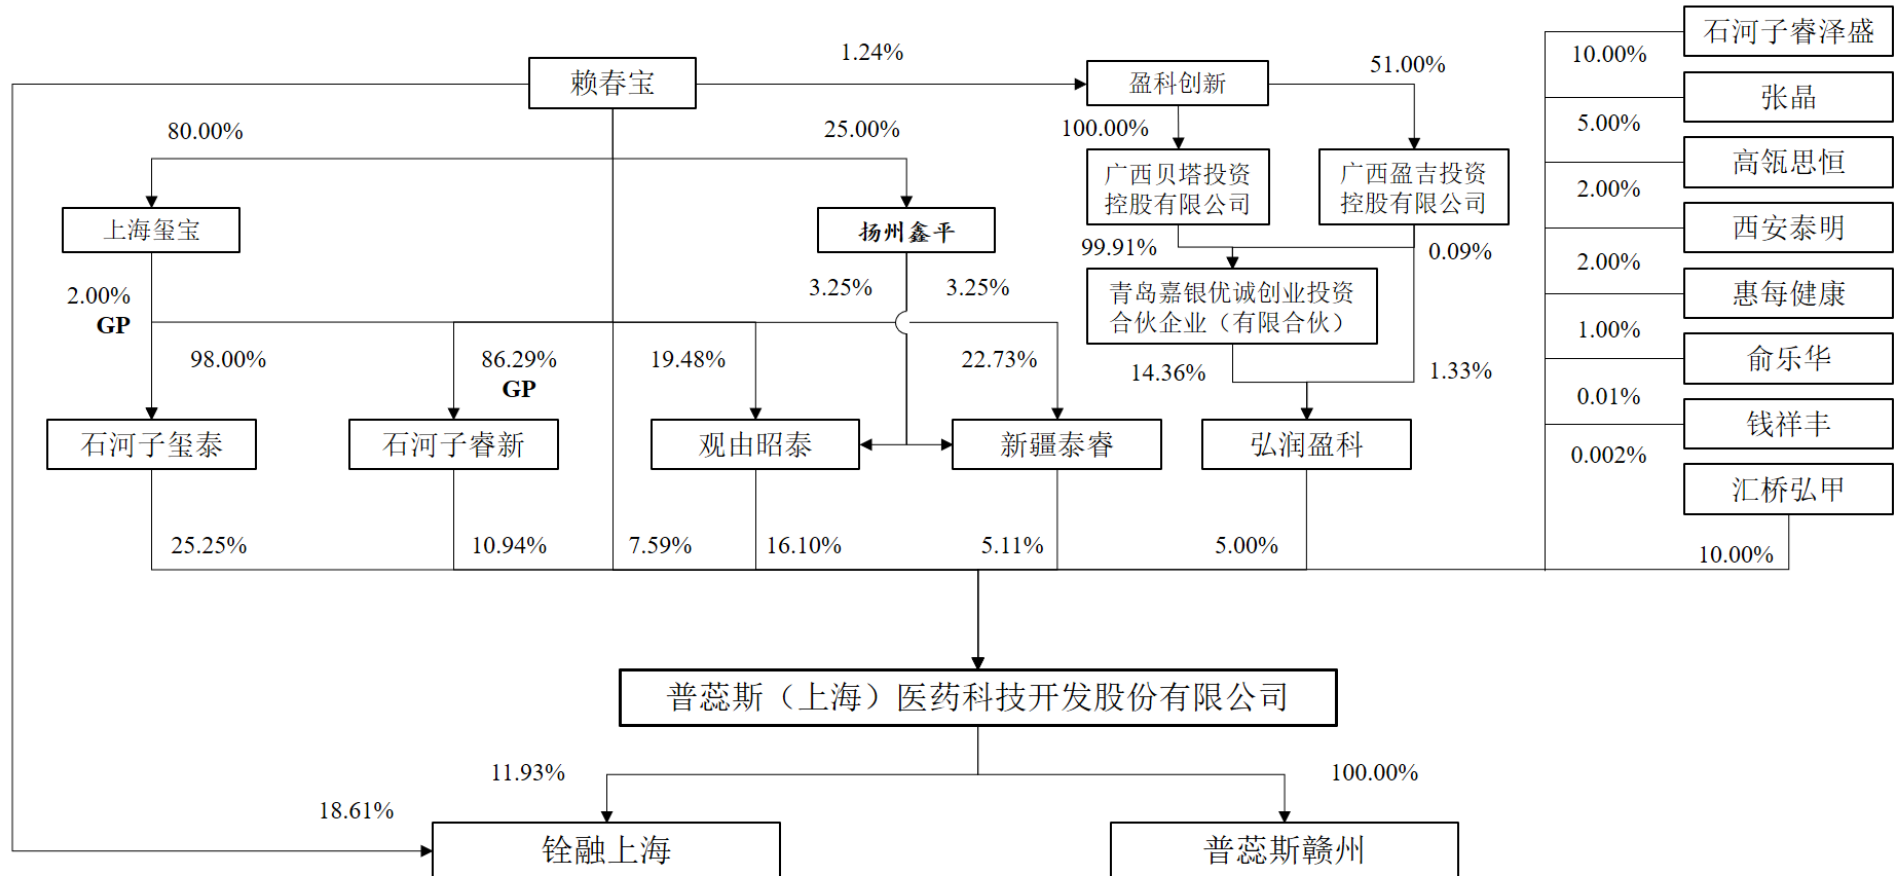 石河子睿泽盛
1.24%
51.00%
10.00%
赖春宝
盈科创新
张晶
80.00%
25.00%
100.00%
5.00%
广西贝塔投资
控股有限公司
广西盈吉投资
控股有限公司
高瓴思恒
2.00%
上海玺宝
扬州鑫平
西安泰明
99.91%
0.09%
2.00%
2.00%
GP
3.25%
3.25%
青岛嘉银优诚创业投资
合伙企业（有限合伙）
惠每健康
1.00%
98.00%
86.29%
GP
19.48%
22.73%
14.36%
1.33%
俞乐华
0.01%
石河子玺泰
石河子睿新
观由昭泰
新疆泰睿
弘润盈科
钱祥丰
0.002%
汇桥弘甲
25.25%
10.94%
7.59%
16.10%
5.11%
5.00%
10.00%
普蕊斯（上海）医药科技开发股份有限公司
11.93%
100.00%
18.61%
铨融上海
普蕊斯赣州